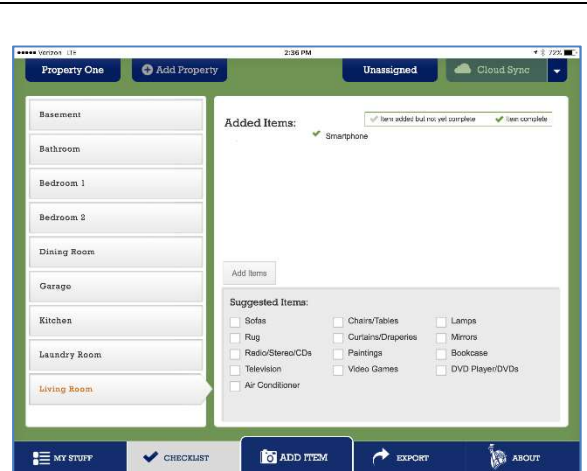 Verizon LTE 2:36 PM 72%
Property One Add Property Unassigned Cloud Sync
Basement
Bathroom
Bedroom 1
Bedroom 2
Dining Room
Garage
Kitchen
Laundry Room
Living Room
Added Items: Item added but not yet complete Item complete
Smartphone
Add Items
Suggested Items:
Sofas Chairs/Tables Lamps
Rug Curtains/Draperies Mirrors
Radio/Stereo/CDs Paintings Bookcase
Television Video Games DVD Player/DVDs
Air Conditioner
MY STUFF CHECKLIST ADD ITEM EXPORT ABOUT